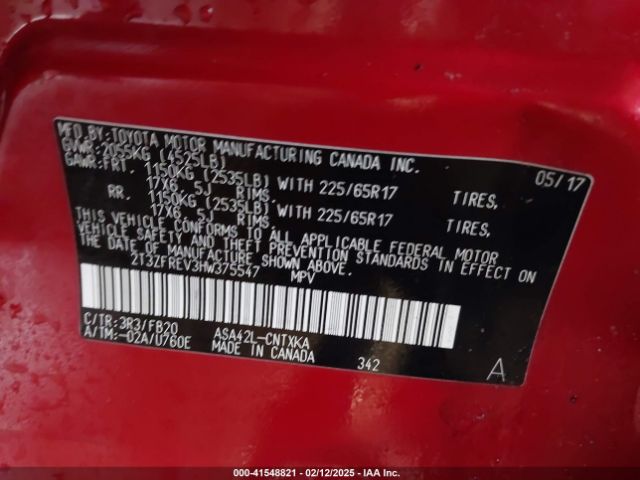 MFD.BY:TOYOTA MOTOR MANUFACTURING CANADA INC.
GVWR:2055KG (4525LB) 05/17
GAWR:FRT. 1150KG (2535LB) WITH 225/65R17 TIRES,
17X6.5J RIMS.
RR. 1150KG (2535LB) WITH 225/65R17 TIRES,
17X6.5J RIMS.
THIS VEHICLE CONFORMS TO ALL APPLICABLE FEDERAL MOTOR
VEHICLE SAFETY AND THEFT PREVENTION STANDARDS IN EFFECT ON
THE DATE OF MANUFACTURE SHOWN ABOVE.
2T3ZFREV3HW375547 MPV
C/TR:3R3/FB20 ASA42L-CNTXKA
A/TM:-02A/U760E MADE IN CANADA 342 A
000-41548821 - 02/12/2025 - IAA Inc.